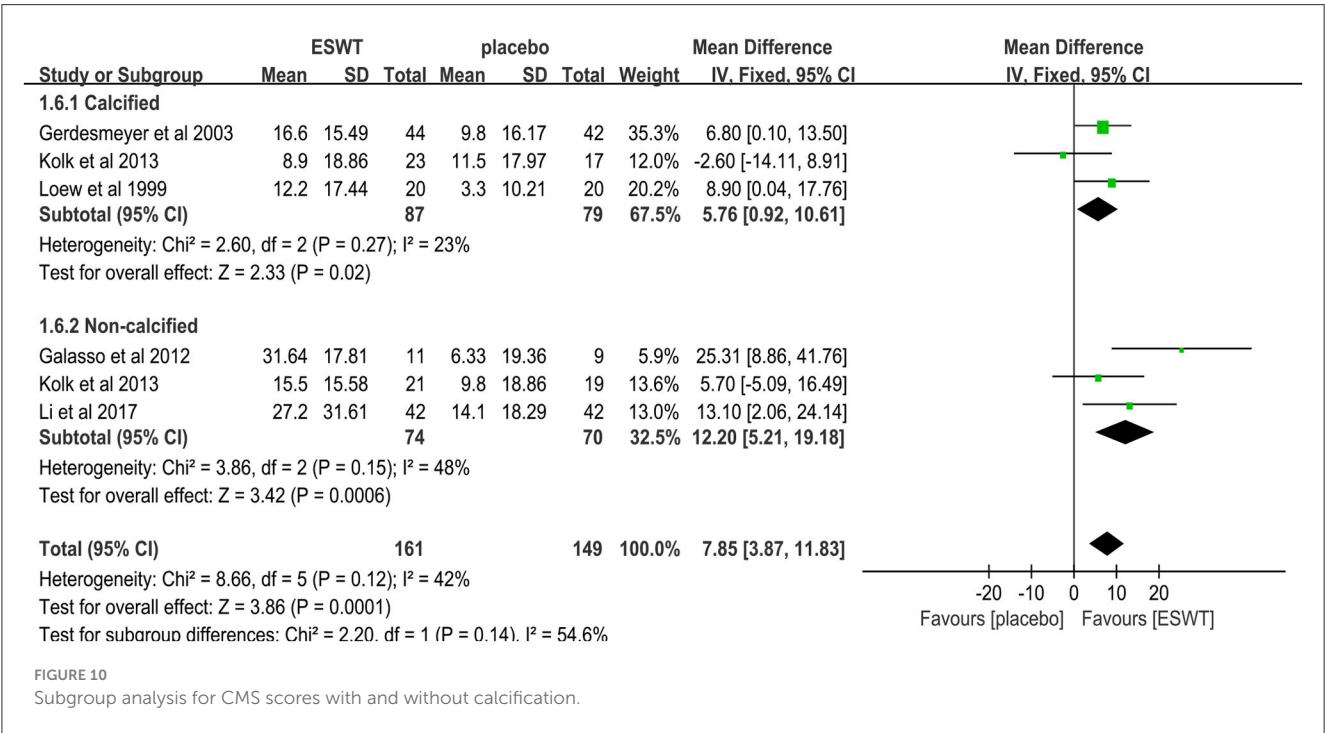 ESWT placebo Mean Difference Mean Difference
Study or Subgroup Mean SD Total Mean SD Total Weight IV, Fixed, 95% CI IV, Fixed, 95% CI
1.6.1 Calcified
Gerdesmeyer et al 2003 16.6 15.49 44 9.8 16.17 42 35.3% 6.80 [0.10, 13.50]
Kolk et al 2013 8.9 18.86 23 11.5 17.97 17 12.0% -2.60 [-14.11, 8.91]
Loew et al 1999 12.2 17.44 20 3.3 10.21 20 20.2% 8.90 [0.04, 17.76]
Subtotal (95% CI) 87 79 67.5% 5.76 [0.92, 10.61]
Heterogeneity: Chi² = 2.60, df = 2 (P = 0.27); I² = 23%
Test for overall effect: Z = 2.33 (P = 0.02)
1.6.2 Non-calcified
Galasso et al 2012 31.64 17.81 11 6.33 19.36 9 5.9% 25.31 [8.86, 41.76]
Kolk et al 2013 15.5 15.58 21 9.8 18.86 19 13.6% 5.70 [-5.09, 16.49]
Li et al 2017 27.2 31.61 42 14.1 18.29 42 13.0% 13.10 [2.06, 24.14]
Subtotal (95% CI) 74 70 32.5% 12.20 [5.21, 19.18]
Heterogeneity: Chi² = 3.86, df = 2 (P = 0.15); I² = 48%
Test for overall effect: Z = 3.42 (P = 0.0006)
Total (95% CI) 161 149 100.0% 7.85 [3.87, 11.83]
Heterogeneity: Chi² = 8.66, df = 5 (P = 0.12); I² = 42%
Test for overall effect: Z = 3.86 (P = 0.0001)
Test for subgroup differences: Chi² = 2.20, df = 1 (P = 0.14), I² = 54.6%
-20 -10 0 10 20
Favours [placebo] Favours [ESWT]
FIGURE 10
Subgroup analysis for CMS scores with and without calcification.